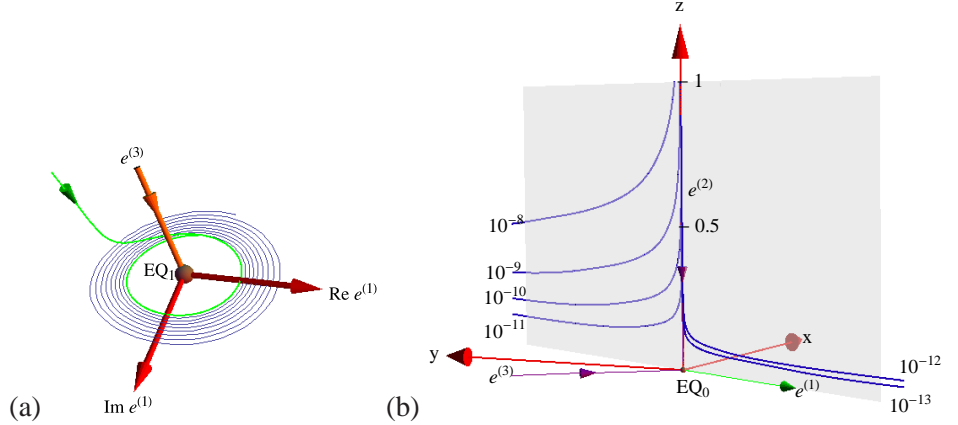 e(3)
EQ1
Re e(1)
Im e(1)
(a)
z
1
e(2)
0.5
10-8
10-9
10-10
10-11
y
x
e(3)
EQ0
e(1)
10-12
10-13
(b)